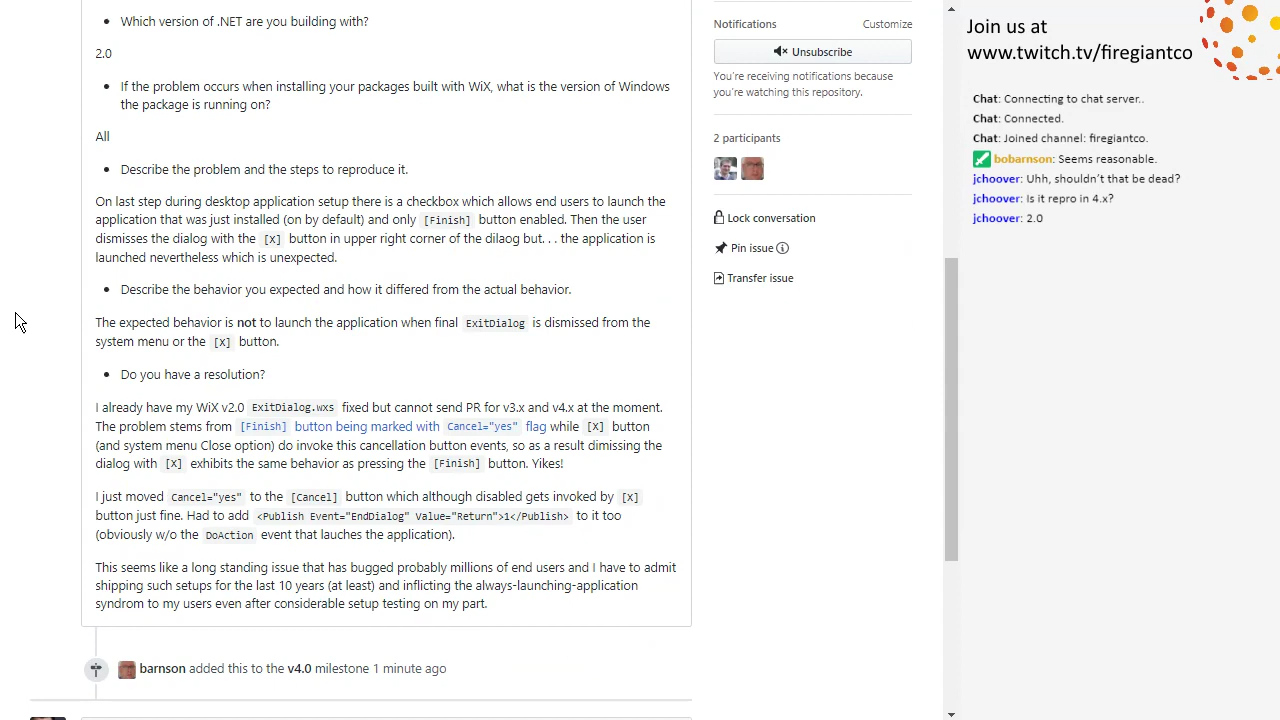 Which version of .NET are you building with?
2.0
If the problem occurs when installing your packages built with WiX, what is the version of Windows
the package is running on?
All
Describe the problem and the steps to reproduce it.
On last step during desktop application setup there is a checkbox which allows end users to launch the
application that was just installed (on by default) and only [Finish] button enabled. Then the user
dismisses the dialog with the [X] button in upper right corner of the dilaog but. . . the application is
launched nevertheless which is unexpected.
Describe the behavior you expected and how it differed from the actual behavior.
The expected behavior is not to launch the application when final ExitDialog is dismissed from the
system menu or the [X] button.
Do you have a resolution?
I already have my WiX v2.0 ExitDialog.wxs fixed but cannot send PR for v3.x and v4.x at the moment.
The problem stems from [Finish] button being marked with Cancel="yes" flag while [X] button
(and system menu Close option) do invoke this cancellation button events, so as a result dimissing the
dialog with [X] exhibits the same behavior as pressing the [Finish] button. Yikes!
I just moved Cancel="yes" to the [Cancel] button which although disabled gets invoked by [X]
button just fine. Had to add <Publish Event="EndDialog" Value="Return">1</Publish> to it too
(obviously w/o the DoAction event that lauches the application).
This seems like a long standing issue that has bugged probably millions of end users and I have to admit
shipping such setups for the last 10 years (at least) and inflicting the always-launching-application
syndrom to my users even after considerable setup testing on my part.
barnson added this to the v4.0 milestone 1 minute ago
Notifications Customize
Unsubscribe
You're receiving notifications because
you're watching this repository.
2 participants
Lock conversation
Pin issue
Transfer issue
Join us at
www.twitch.tv/firegiantco
Chat: Connecting to chat server..
Chat: Connected.
Chat: Joined channel: firegiantco.
bobarnson: Seems reasonable.
jchoover: Uhh, shouldn't that be dead?
jchoover: Is it repro in 4.x?
jchoover: 2.0